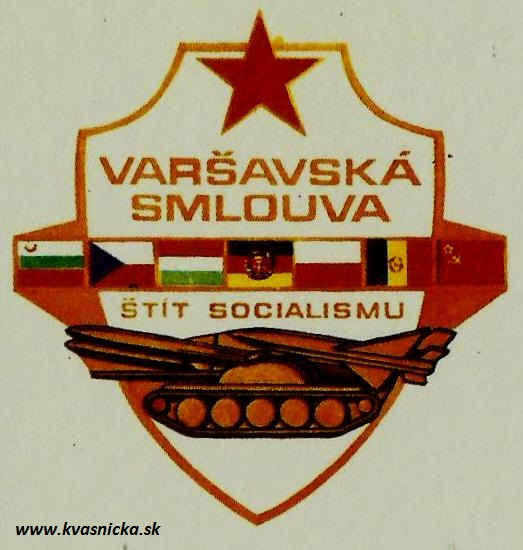 VARŠAVSKÁ
SMLOUVA
ŠTÍT SOCIALISMU
www.kvasnicka.sk